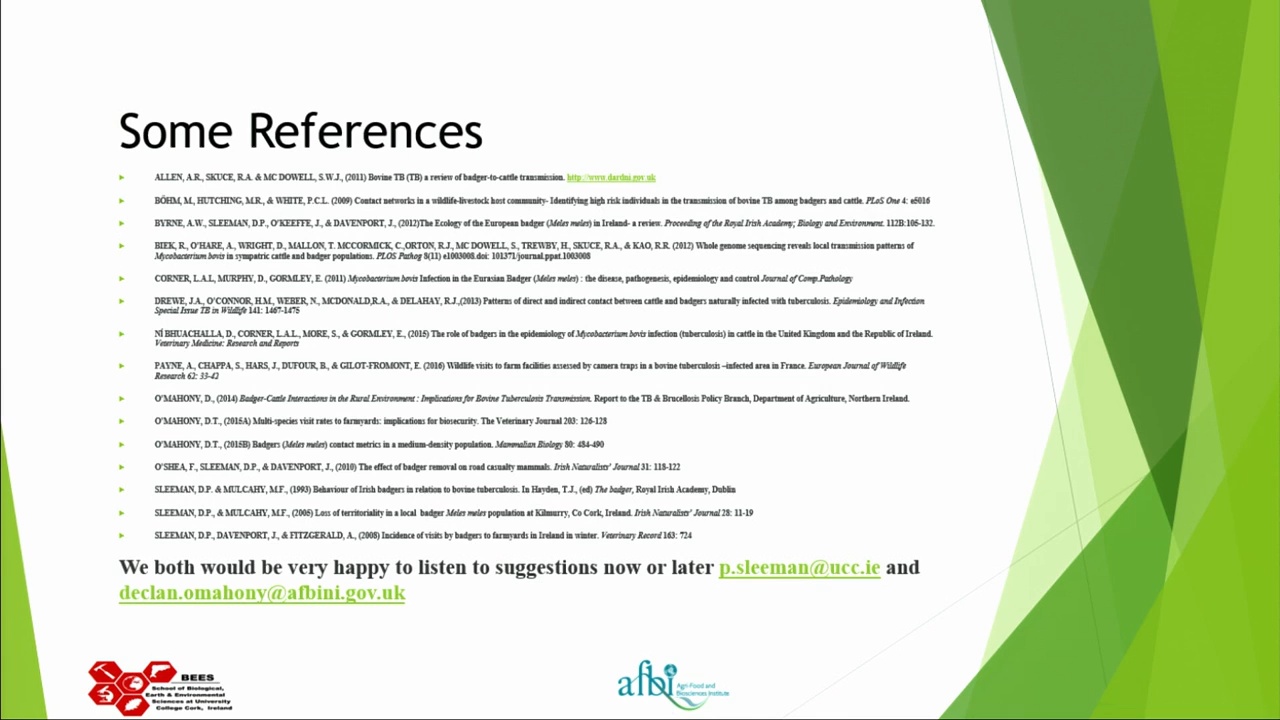 Some References
ALLEN, A.R., SKUCE, R.A. & MC DOWELL, S.W.J., (2011) Bovine TB (TB) a review of badger-to-cattle transmission. http://www.dardni.gov.uk
BÖHM, M., HUTCHING, M.R., & WHITE, P.C.L. (2009) Contact networks in a wildlife-livestock host community- Identifying high risk individuals in the transmission of bovine TB among badgers and cattle. PLoS One 4: e5016
BYRNE, A.W., SLEEMAN, D.P., O'KEEFFE, J., & DAVENPORT, J., (2012)The Ecology of the European badger (Meles meles) in Ireland- a review. Proceeding of the Royal Irish Academy; Biology and Environment. 112B:105-132.
BIEK, R., O'HARE, A., WRIGHT, D., MALLON, T. MCCORMICK, C.,ORTON, R.J., MC DOWELL, S., TREWBY, H., SKUCE, R.A., & KAO, R.R. (2012) Whole genome sequencing reveals local transmission patterns of
Mycobacterium bovis in sympatric cattle and badger populations. PLOS Pathog 8(11) e1003008.doi: 101371/journal.ppat.1003008
CORNER, L.A.L, MURPHY, D., GORMLEY, E. (2011) Mycobacterium bovis Infection in the Eurasian Badger (Meles meles) : the disease, pathogenesis, epidemiology and control Journal of Comp.Pathology
DREWE, J.A., O'CONNOR, H.M., WEBER, N., MCDONALD,R.A., & DELAHAY, R.J.,(2013) Patterns of direct and indirect contact between cattle and badgers naturally infected with tuberculosis. Epidemiology and Infection
Special Issue TB in Wildlife 141: 1467-1475
NÍ BHUACHALLA, D., CORNER, L.A.L., MORE, S., & GORMLEY, E., (2015) The role of badgers in the epidemiology of Mycobacterium bovis infection (tuberculosis) in cattle in the United Kingdom and the Republic of Ireland.
Veterinary Medicine: Research and Reports
PAYNE, A., CHAPPA, S., HARS, J., DUFOUR, B., & GILOT-FROMONT, E. (2016) Wildlife visits to farm facilities assessed by camera traps in a bovine tuberculosis –infected area in France. European Journal of Wildlife
Research 62: 33-42
O'MAHONY, D., (2014) Badger-Cattle Interactions in the Rural Environment : Implications for Bovine Tuberculosis Transmission. Report to the TB & Brucellosis Policy Branch, Department of Agriculture, Northern Ireland.
O'MAHONY, D.T., (2015A) Multi-species visit rates to farmyards: implications for biosecurity. The Veterinary Journal 203: 126-128
O'MAHONY, D.T., (2015B) Badgers (Meles meles) contact metrics in a medium-density population. Mammalian Biology 80: 484-490
O'SHEA, F., SLEEMAN, D.P., & DAVENPORT, J., (2010) The effect of badger removal on road casualty mammals. Irish Naturalists' Journal 31: 118-122
SLEEMAN, D.P. & MULCAHY, M.F., (1993) Behaviour of Irish badgers in relation to bovine tuberculosis. In Hayden, T.J., (ed) The badger, Royal Irish Academy, Dublin
SLEEMAN, D.P., & MULCAHY, M.F., (2005) Loss of territoriality in a local badger Meles meles population at Kilmurry, Co Cork, Ireland. Irish Naturalists' Journal 28: 11-19
SLEEMAN, D.P., DAVENPORT, J., & FITZGERALD, A., (2008) Incidence of visits by badgers to farmyards in Ireland in winter. Veterinary Record 163: 724
We both would be very happy to listen to suggestions now or later p.sleeman@ucc.ie and
declan.omahony@afbini.gov.uk
BEES
School of Biological,
Earth & Environmental
Sciences at University
College Cork, Ireland
afbi
Agri-Food and
Biosciences Institute